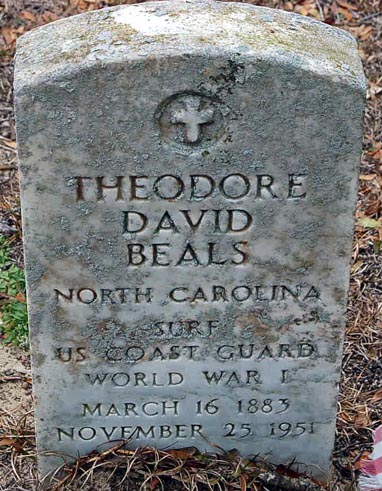 THEODORE
DAVID
BEALS
NORTH CAROLINA
SURF
US COAST GUARD
WORLD WAR I
MARCH 16 1883
NOVEMBER 25 1951